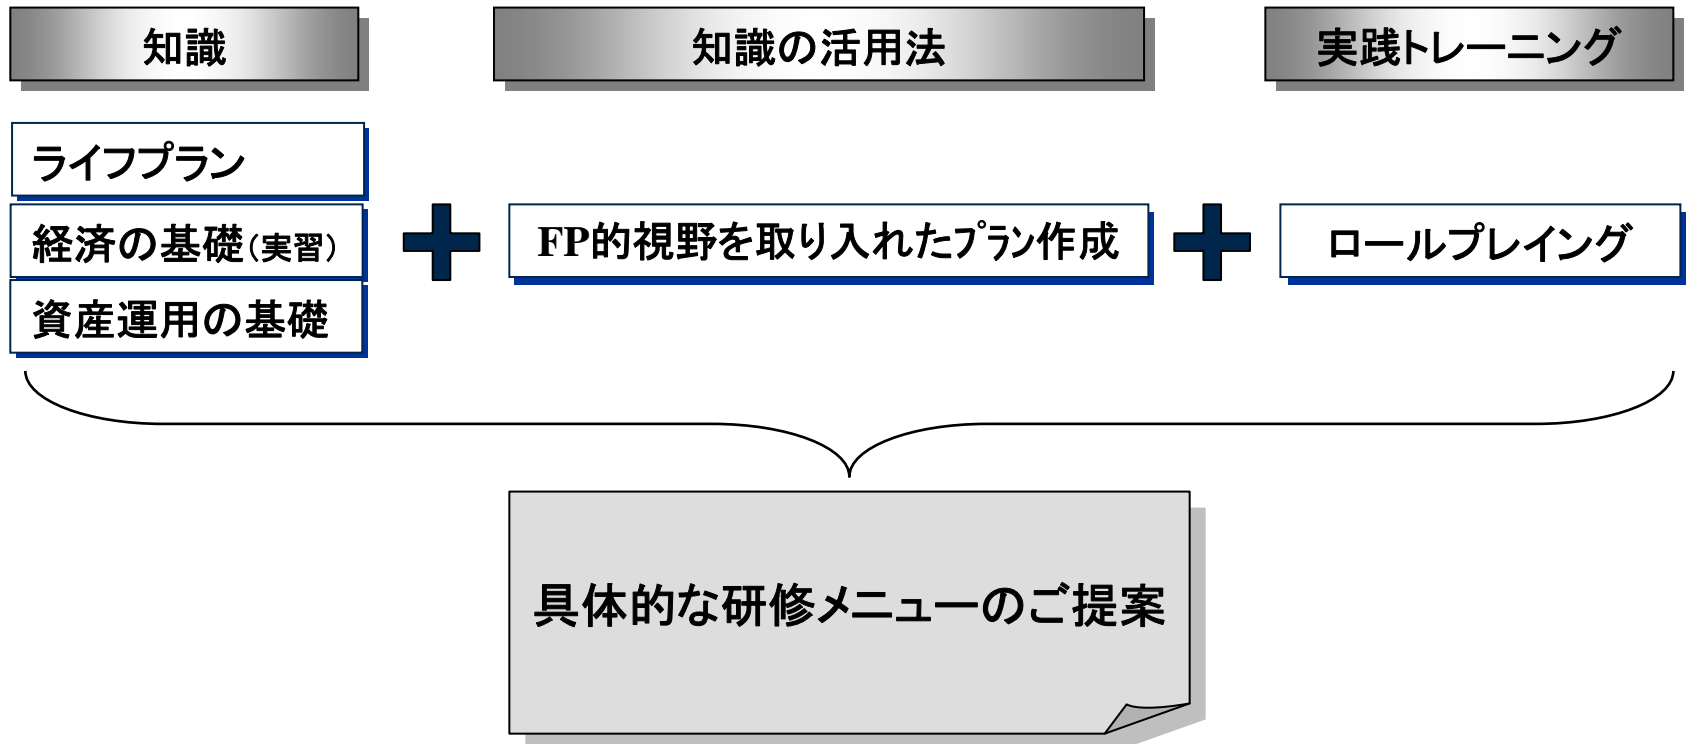 知識
知識の活用法
実践トレーニング
ライフプラン
経済の基礎(実習)
資産運用の基礎
FP的視野を取り入れたﾌﾟﾗﾝ作成
ロールプレイング
具体的な研修メニューのご提案